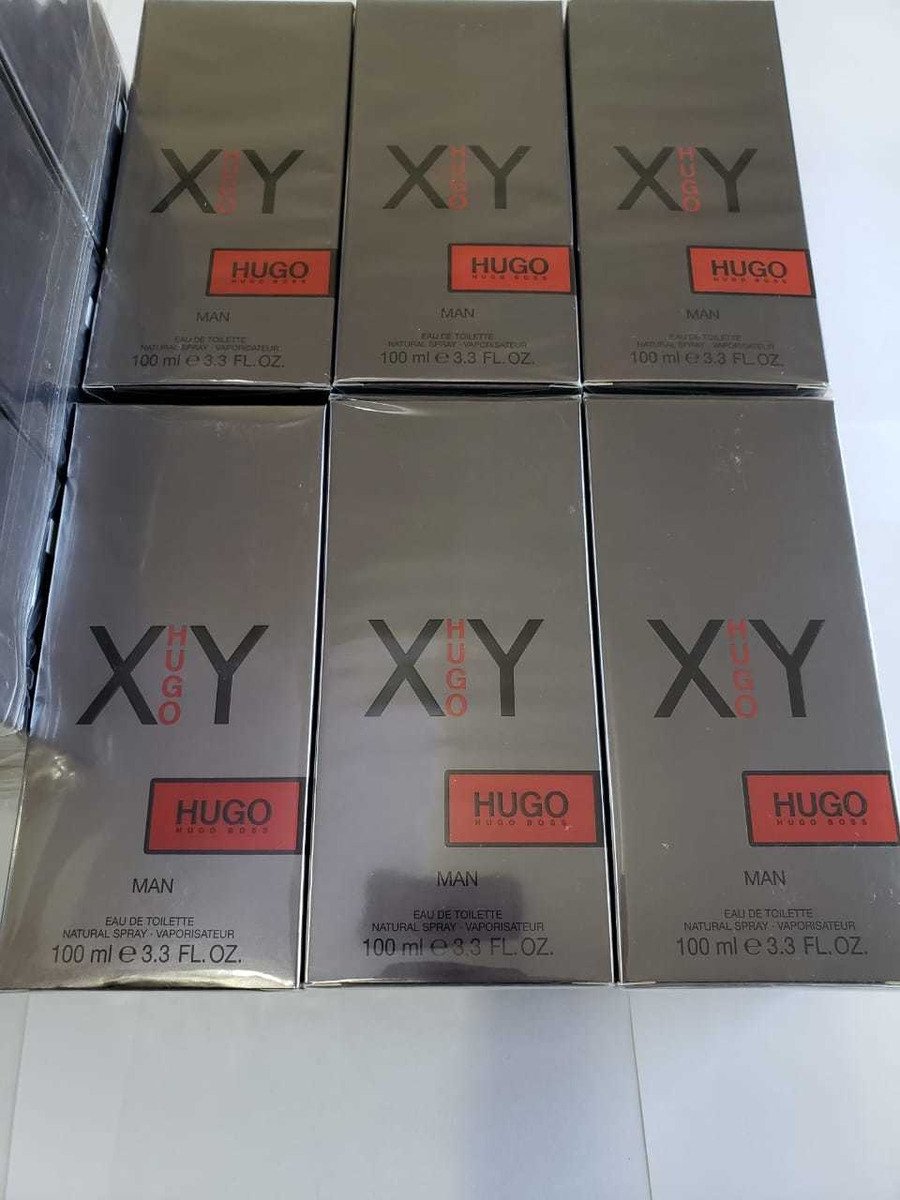 XHUGOY
HUGO
HUGO BOSS
MAN
EAU DE TOILETTE
NATURAL SPRAY - VAPORISATEUR
100 ml e 3.3 FL.OZ.
XHUGOY
HUGO
HUGO BOSS
MAN
EAU DE TOILETTE
NATURAL SPRAY - VAPORISATEUR
100 ml e 3.3 FL.OZ.
XHUGOY
HUGO
HUGO BOSS
MAN
EAU DE TOILETTE
NATURAL SPRAY - VAPORISATEUR
100 ml e 3.3 FL.OZ.
XHUGOY
HUGO
HUGO BOSS
MAN
EAU DE TOILETTE
NATURAL SPRAY - VAPORISATEUR
100 ml e 3.3 FL.OZ.
XHUGOY
HUGO
HUGO BOSS
MAN
EAU DE TOILETTE
NATURAL SPRAY - VAPORISATEUR
100 ml e 3.3 FL.OZ.
XHUGOY
HUGO
HUGO BOSS
MAN
EAU DE TOILETTE
NATURAL SPRAY - VAPORISATEUR
100 ml e 3.3 FL.OZ.